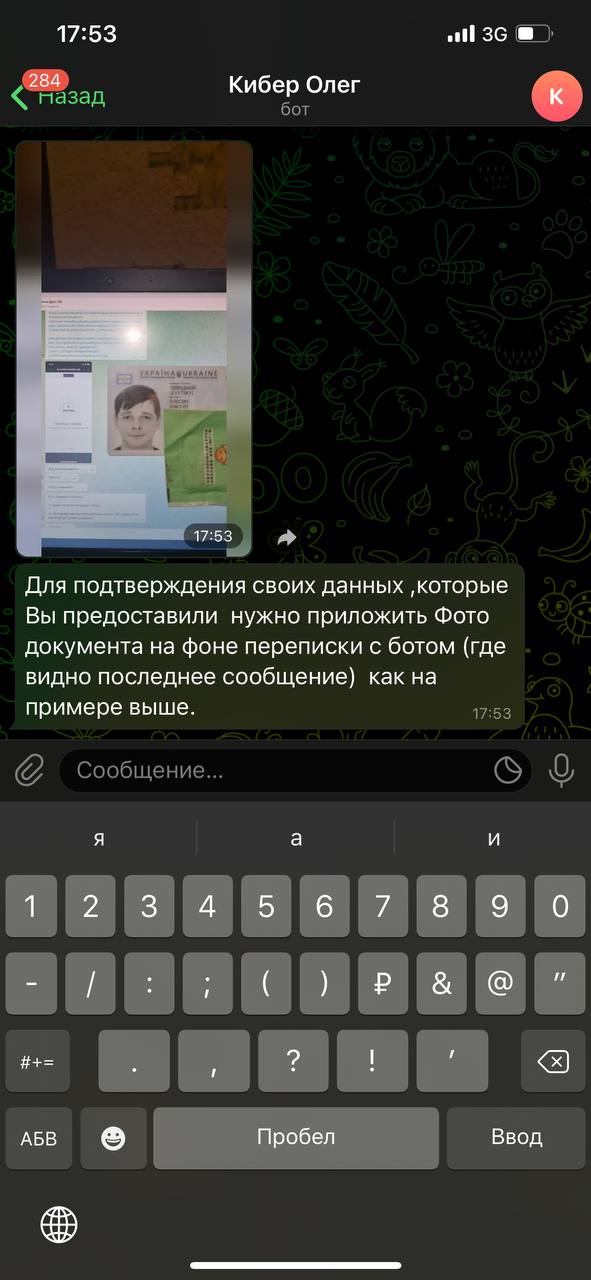 17:53
3G
284
Назад
Кибер Олег
бот
К
УКРАЇНА UKRAINE
17:53
Для подтверждения своих данных ,которые
Вы предоставили  нужно приложить Фото
документа на фоне переписки с ботом (где
видно последнее сообщение)  как на
примере выше.
17:53
Сообщение...
я а и
1 2 3 4 5 6 7 8 9 0
- / : ; ( ) ₽ & @ "
#+= . , ? ! ′
АБВ Пробел Ввод